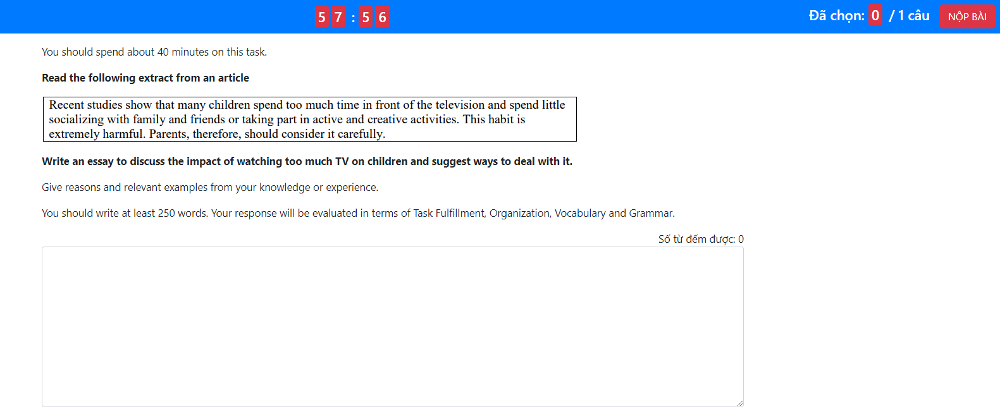 57:56
Đã chọn: 0 / 1 câu NỘP BÀI
You should spend about 40 minutes on this task.
Read the following extract from an article
Recent studies show that many children spend too much time in front of the television and spend little
socializing with family and friends or taking part in active and creative activities. This habit is
extremely harmful. Parents, therefore, should consider it carefully.
Write an essay to discuss the impact of watching too much TV on children and suggest ways to deal with it.
Give reasons and relevant examples from your knowledge or experience.
You should write at least 250 words. Your response will be evaluated in terms of Task Fulfillment, Organization, Vocabulary and Grammar.
Số từ đếm được: 0